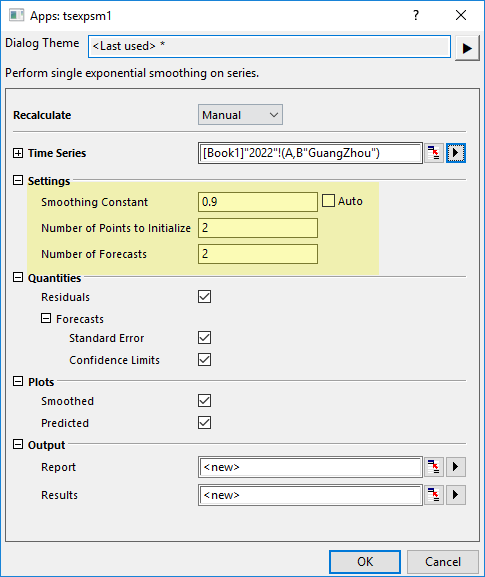 Apps: tsexpsm1
Dialog Theme <Last used> *
Perform single exponential smoothing on series.
Recalculate Manual
Time Series [Book1]"2022"!(A,B"GuangZhou")
Settings
Smoothing Constant 0.9 Auto
Number of Points to Initialize 2
Number of Forecasts 2
Quantities
Residuals
Forecasts
Standard Error
Confidence Limits
Plots
Smoothed
Predicted
Output
Report <new>
Results <new>
OK Cancel